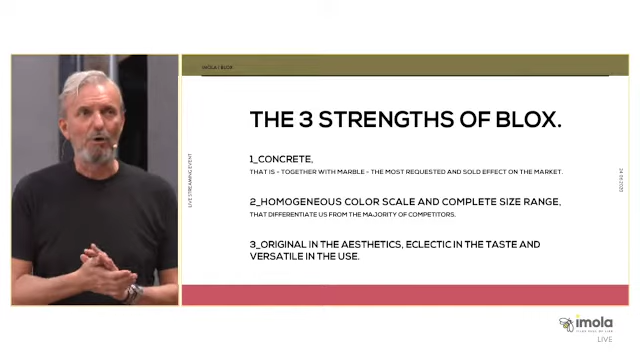 IMOLA / BLOX
THE 3 STRENGTHS OF BLOX.
1_CONCRETE,
THAT IS - TOGETHER WITH MARBLE - THE MOST REQUESTED AND SOLD EFFECT ON THE MARKET.
2_HOMOGENEOUS COLOR SCALE AND COMPLETE SIZE RANGE,
THAT DIFFERENTIATE US FROM THE MAJORITY OF COMPETITORS.
3_ORIGINAL IN THE AESTHETICS, ECLECTIC IN THE TASTE AND
VERSATILE IN THE USE.
LIVE STREAMING EVENT
imola
LIVE